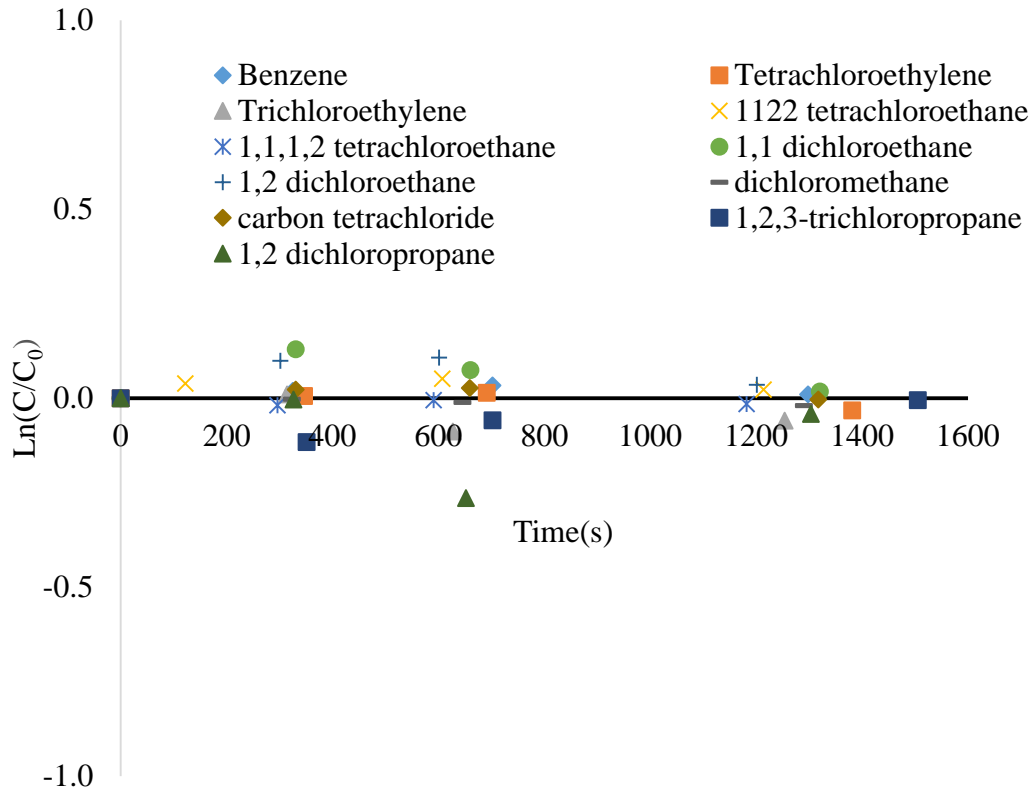 1.0
Benzene
Tetrachloroethylene
Trichloroethylene
1122 tetrachloroethane
1,1,1,2 tetrachloroethane
1,1 dichloroethane
1,2 dichloroethane
dichloromethane
carbon tetrachloride
1,2,3-trichloropropane
1,2 dichloropropane
0.5
Ln(C/C0)
0.0
0 200 400 600 800 1000 1200 1400 1600
Time(s)
-0.5
-1.0